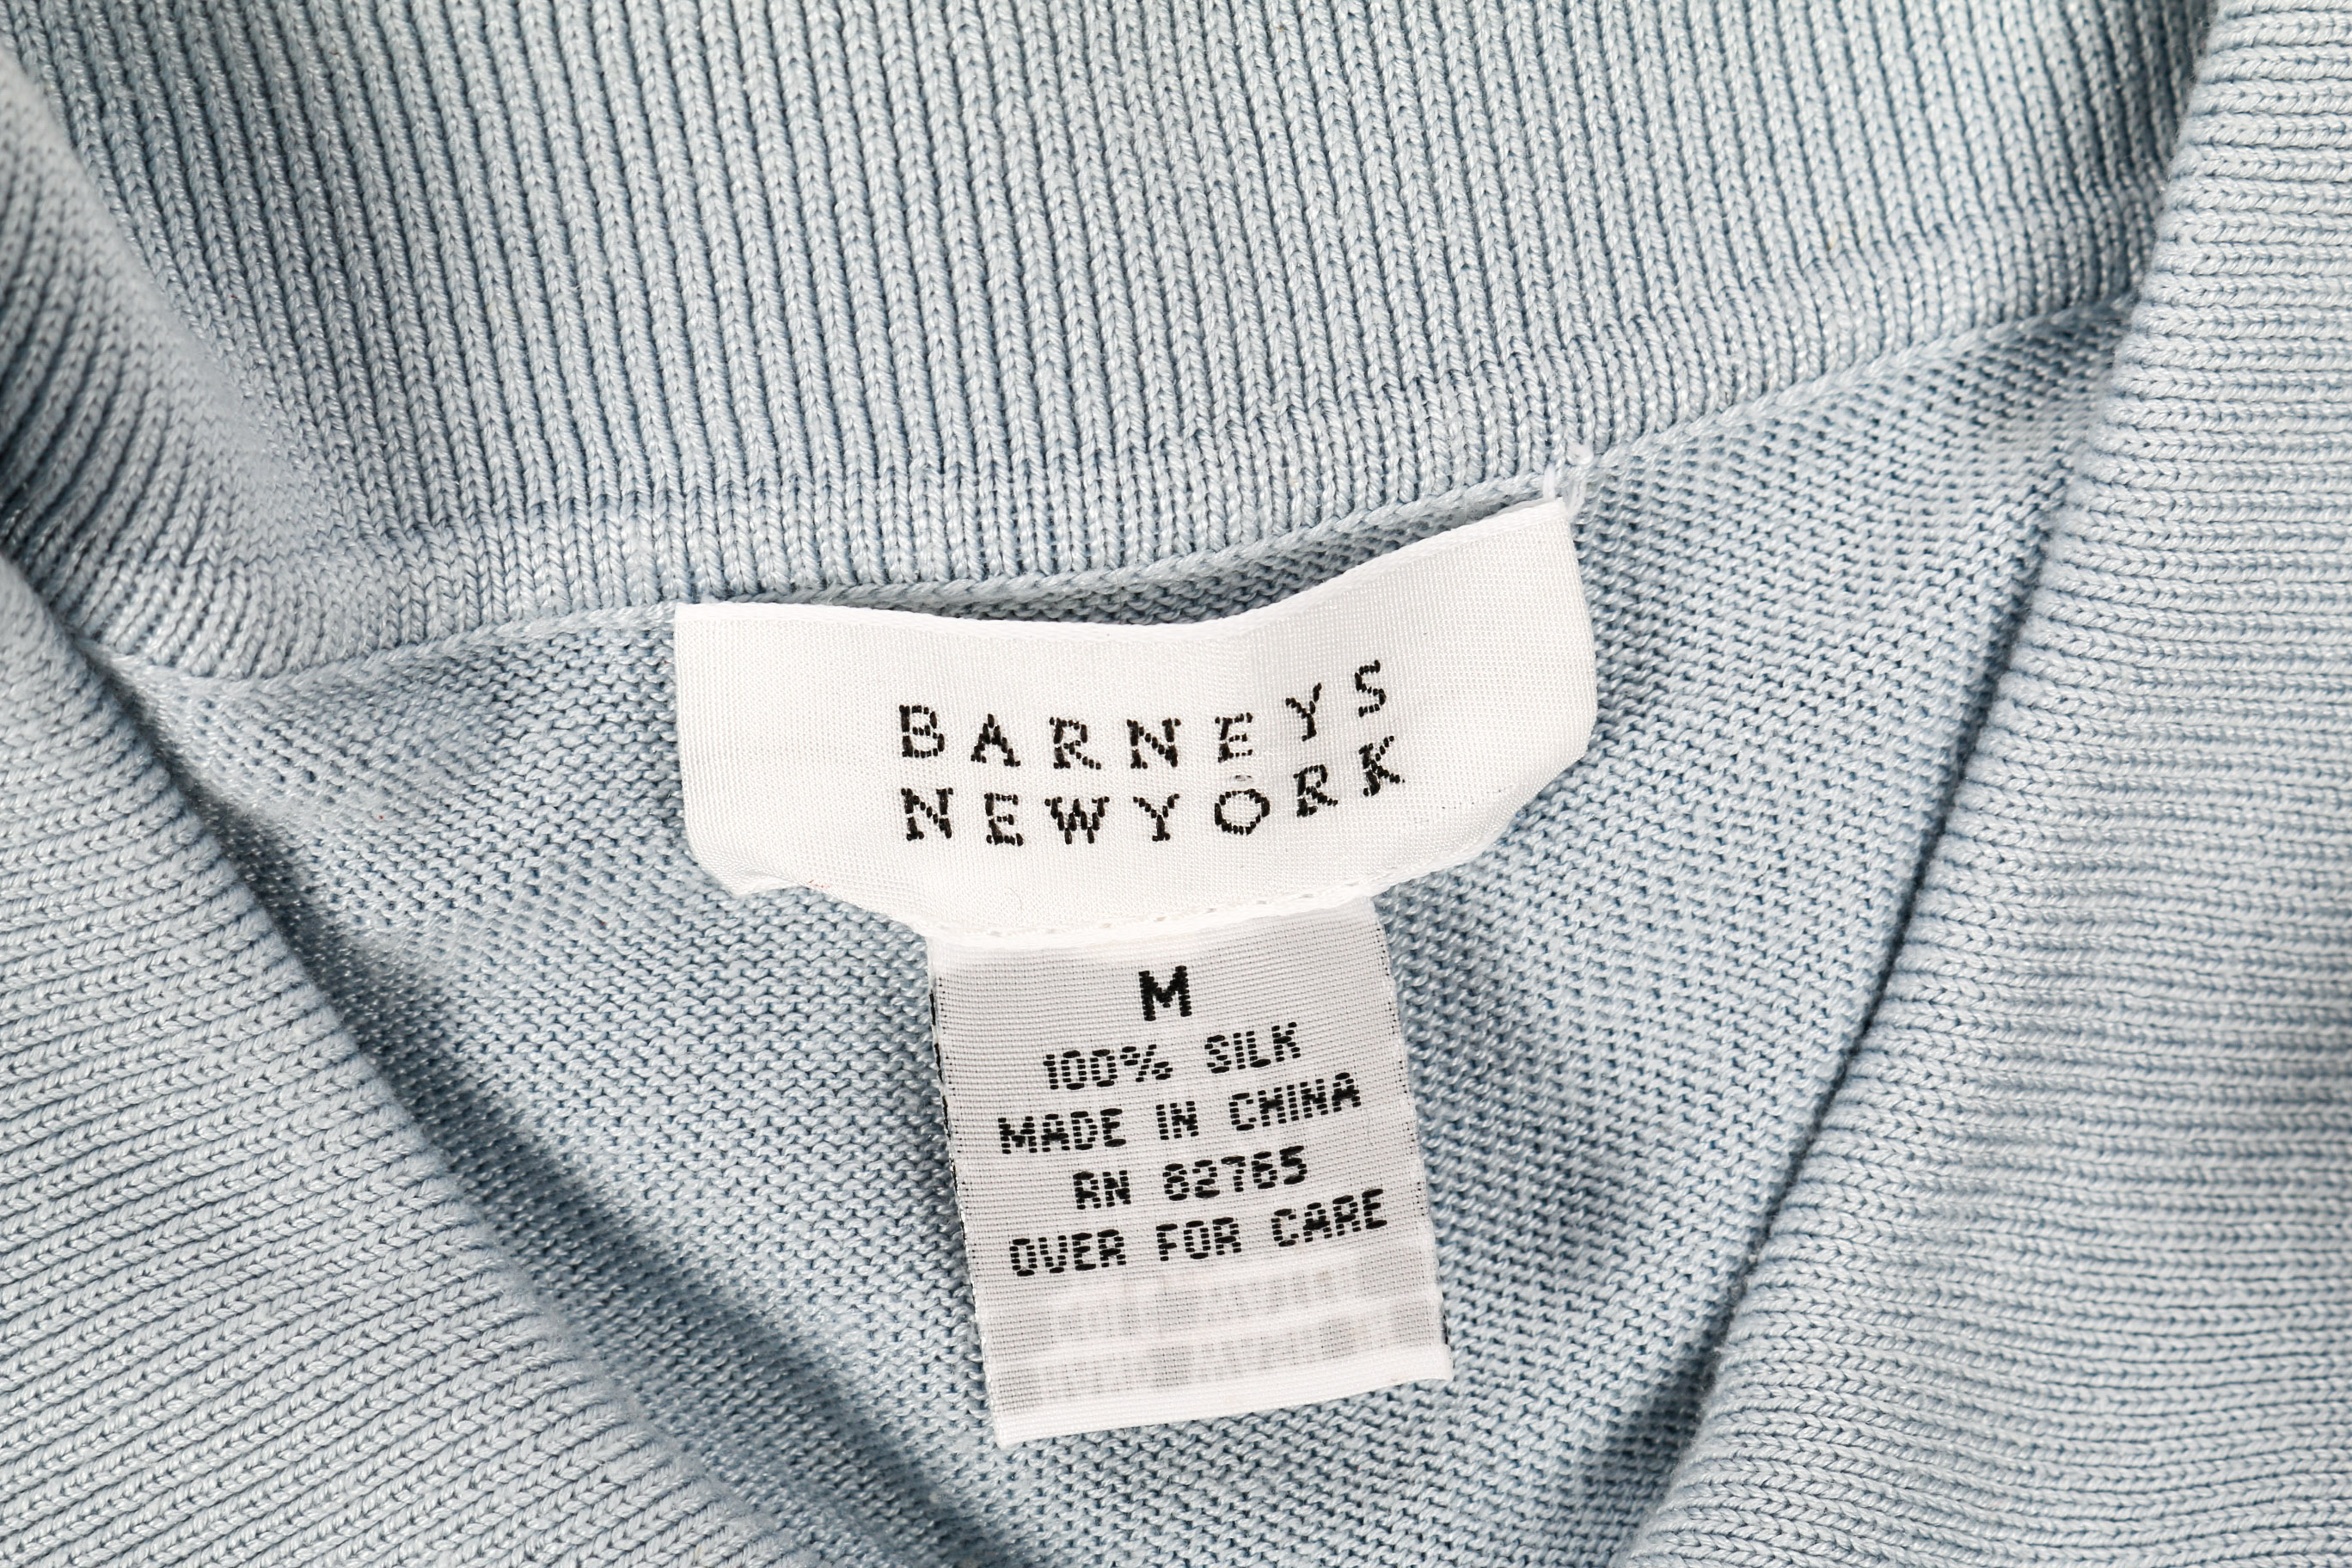 BARNEYS
NEWYORK
M
100% SILK
MADE IN CHINA
RN 82765
OVER FOR CARE